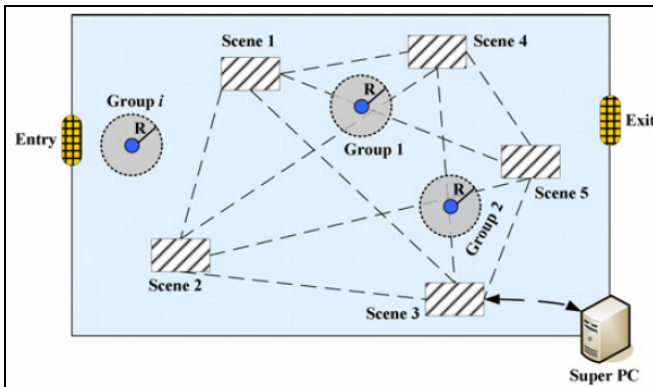 Scene 1
Scene 4
Group i
R
R
Entry
Exit
Group 1
R
Scene 5
Group 2
Scene 2
Scene 3
Super PC